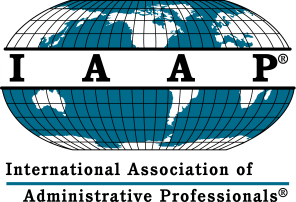 IAAP®
International Association of
Administrative Professionals®